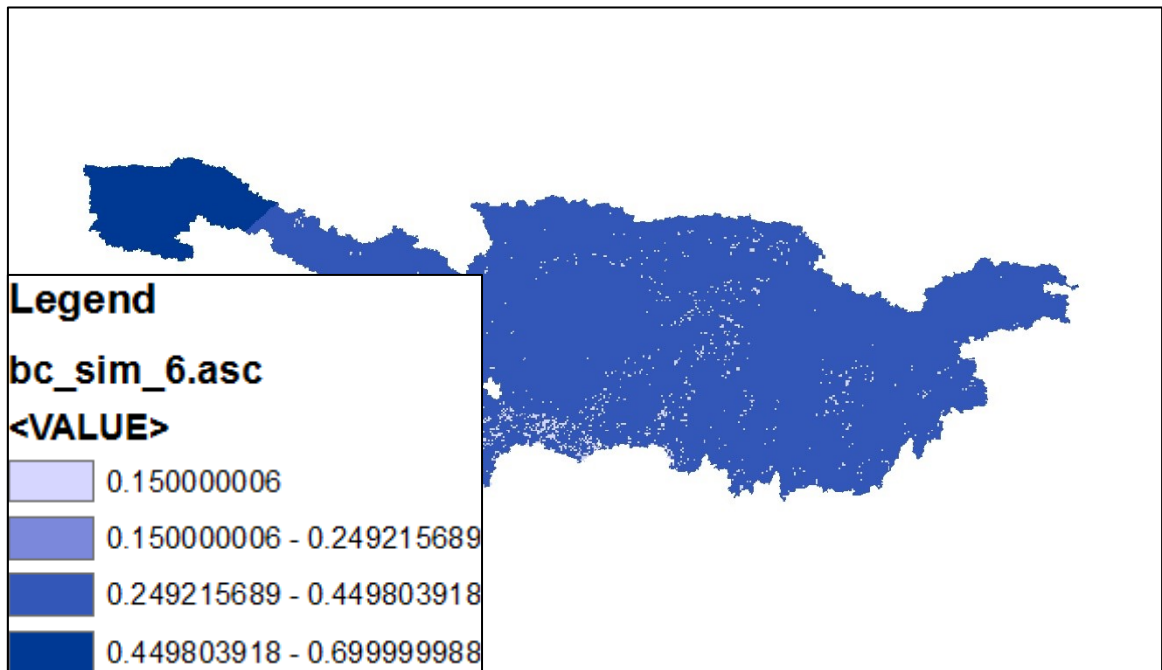 Legend
bc_sim_6.asc
<VALUE>
0.150000006
0.150000006 - 0.249215689
0.249215689 - 0.449803918
0.449803918 - 0.699999988